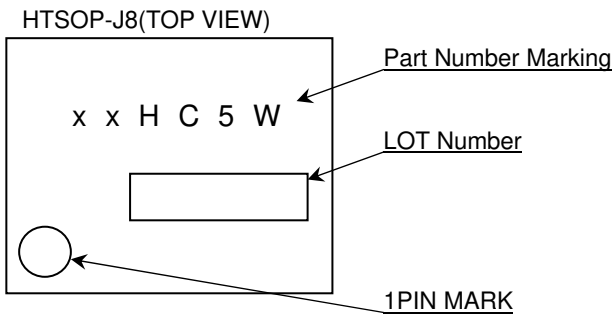 HTSOP-J8(TOP VIEW)
Part Number Marking
x x H C 5 W
LOT Number
1PIN MARK